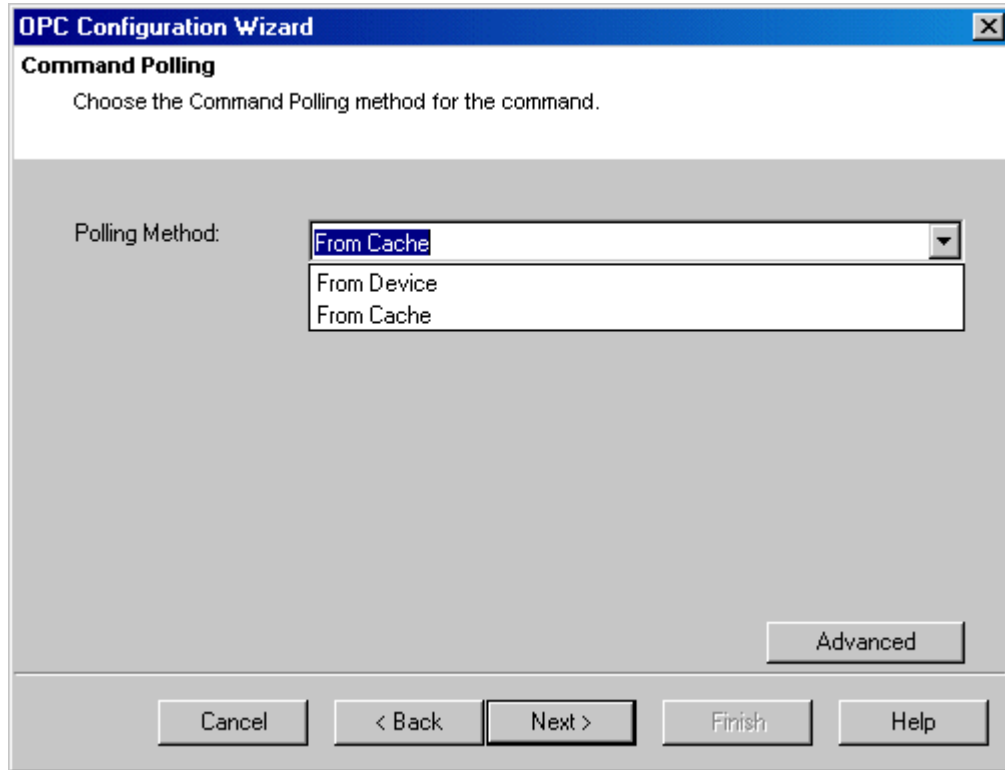 OPC Configuration Wizard
Command Polling
Choose the Command Polling method for the command.
Polling Method:
From Cache
From Device
From Cache
Advanced
Cancel
< Back
Next >
Finish
Help